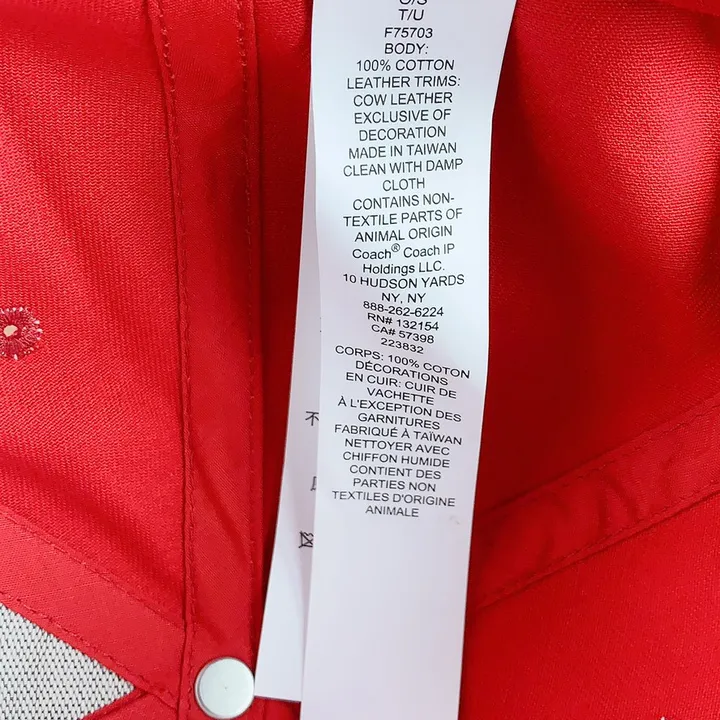 O/S
T/U
F75703
BODY:
100% COTTON
LEATHER TRIMS:
COW LEATHER
EXCLUSIVE OF
DECORATION
MADE IN TAIWAN
CLEAN WITH DAMP
CLOTH
CONTAINS NON-
TEXTILE PARTS OF
ANIMAL ORIGIN
Coach® Coach IP
Holdings LLC.
10 HUDSON YARDS
NY, NY
888-262-6224
RN# 132154
CA# 57398
223832
CORPS: 100% COTON
DÉCORATIONS
EN CUIR: CUIR DE
VACHETTE
À L'EXCEPTION DES
GARNITURES
FABRIQUÉ À TAÏWAN
NETTOYER AVEC
CHIFFON HUMIDE
CONTIENT DES
PARTIES NON
TEXTILES D'ORIGINE
ANIMALE
不